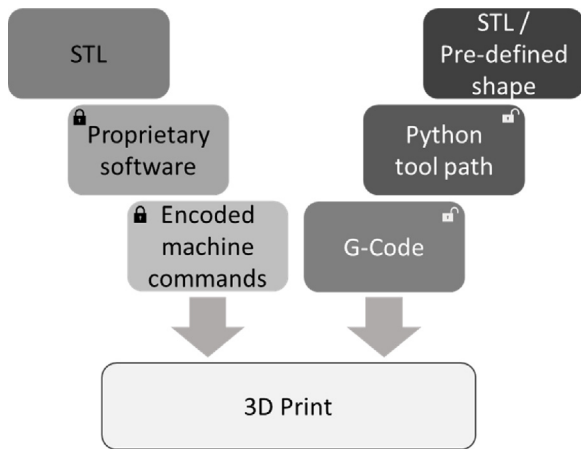 STL
STL /
Pre-defined
shape
Proprietary
software
Python
tool path
Encoded
machine
commands
G-Code
3D Print